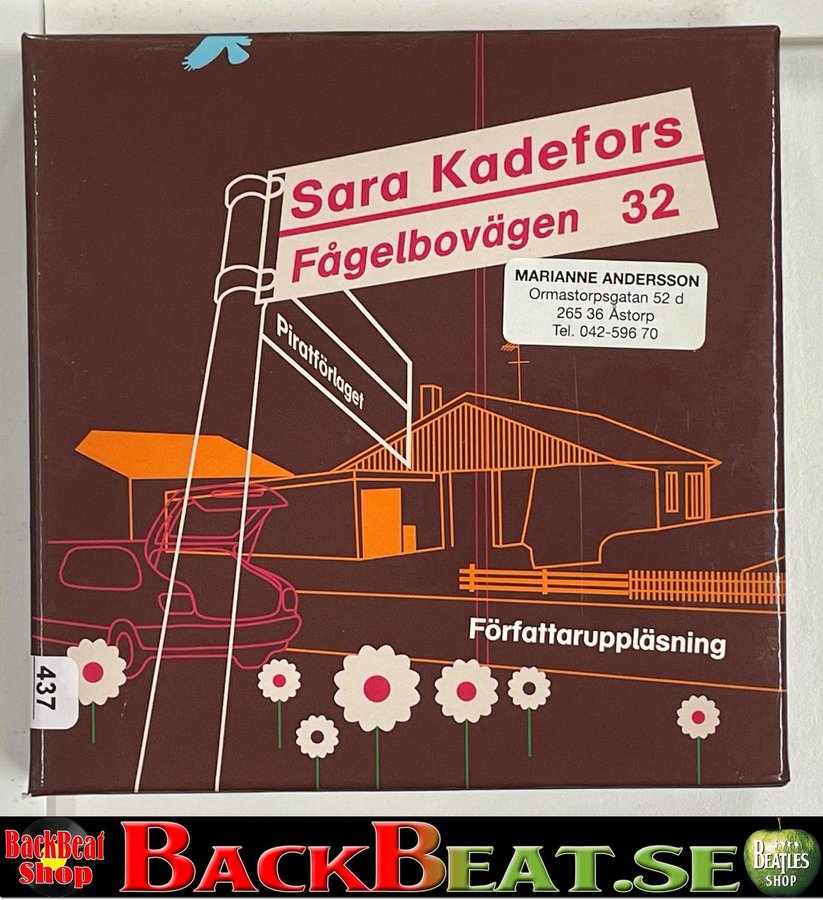 Sara Kadefors
Fågelbovägen 32
MARIANNE ANDERSSON
Ormastorpsgatan 52 d
265 36 Åstorp
Tel. 042-596 70
Piratförlaget
Författaruppläsning
437
BackBeat
Shop
BACKBEAT.SE
BEATLES
SHOP